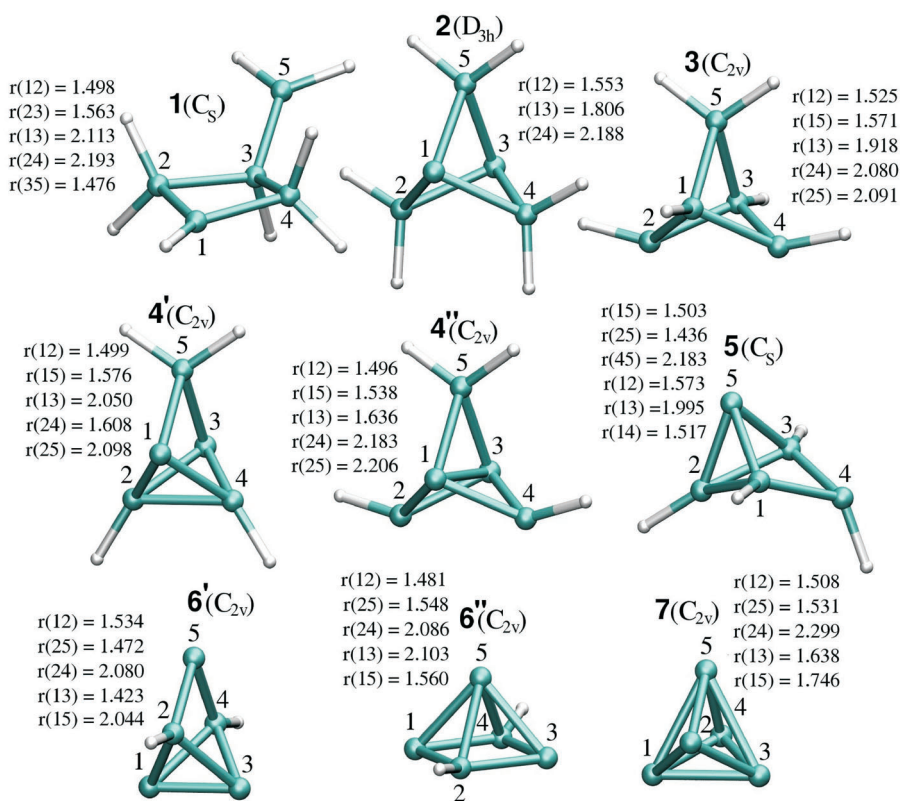 1(C_S)
r(12) = 1.498
r(23) = 1.563
r(13) = 2.113
r(24) = 2.193
r(35) = 1.476
5
2
3
4
1
2(D_3h)
r(12) = 1.553
r(13) = 1.806
r(24) = 2.188
5
1
3
2
4
3(C_2v)
r(12) = 1.525
r(15) = 1.571
r(13) = 1.918
r(24) = 2.080
r(25) = 2.091
5
3
1
2
4
4'(C_2v)
r(12) = 1.499
r(15) = 1.576
r(13) = 2.050
r(24) = 1.608
r(25) = 2.098
5
3
1
2
4
4''(C_2v)
r(12) = 1.496
r(15) = 1.538
r(13) = 1.636
r(24) = 2.183
r(25) = 2.206
5
1
3
2
4
5(C_S)
r(15) = 1.503
r(25) = 1.436
r(45) = 2.183
r(12) =1.573
r(13) =1.995
r(14) = 1.517
5
3
2
4
1
6'(C_2v)
r(12) = 1.534
r(25) = 1.472
r(24) = 2.080
r(13) = 1.423
r(15) = 2.044
5
2
4
1
3
6''(C_2v)
r(12) = 1.481
r(25) = 1.548
r(24) = 2.086
r(13) = 2.103
r(15) = 1.560
5
1
4
3
2
7(C_2v)
r(12) = 1.508
r(25) = 1.531
r(24) = 2.299
r(13) = 1.638
r(15) = 1.746
5
2
4
1
3